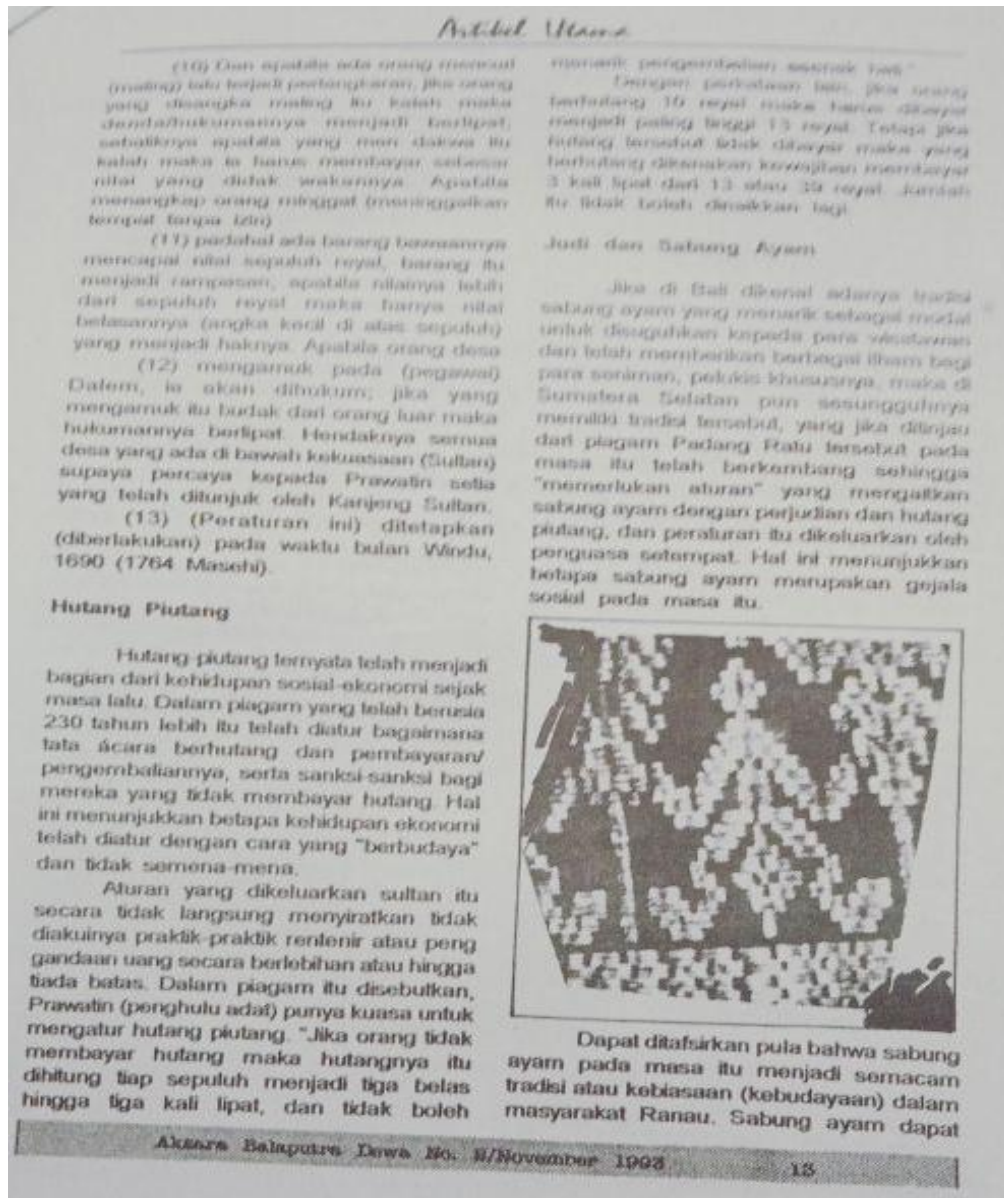 Artikel Utama
(10) Dan apabila ada orang mencuri
(maling) lalu terjadi pertengkaran, jika orang
yang disangka maling itu kalah maka
denda/hukumannya menjadi berlipat,
sebaliknya apabila yang men dakwa itu
kalah maka ia harus membayar sebesar
nilai yang didak wakannya. Apabila
menangkap orang minggat (meninggalkan
tempat tanpa izin)
(11) padahal ada barang bawaannya
mencapai nilai sepuluh reyal, barang itu
menjadi rampasan, apabila nilainya lebih
dari sepuluh reyal maka hanya nilai
belasannya (angka kecil di atas sepuluh)
yang menjadi haknya. Apabila orang desa
(12) mengamuk pada (pegawai)
Dalem, ia akan dihukum; jika yang
mengamuk itu budak dari orang luar maka
hukumannya berlipat. Hendaknya semua
desa yang ada di bawah kekuasaan (Sultan)
supaya percaya kepada Prawatin setia
yang telah ditunjuk oleh Kanjeng Sultan.
(13) (Peraturan ini) ditetapkan
(diberlakukan) pada waktu bulan Windu,
1690 (1764 Masehi).
Hutang Piutang
Hutang-piutang ternyata telah menjadi
bagian dari kehidupan sosial-ekonomi sejak
masa lalu. Dalam piagam yang telah berusia
230 tahun lebih itu telah diatur bagaimana
tata ácara berhutang dan pembayaran/
pengembaliannya, serta sanksi-sanksi bagi
mereka yang tidak membayar hutang. Hal
ini menunjukkan betapa kehidupan ekonomi
telah diatur dengan cara yang "berbudaya"
dan tidak semena-mena.
Aturan yang dikeluarkan sultan itu
secara tidak langsung menyiratkan tidak
diakuinya praktik-praktik rentenir atau peng
gandaan uang secara berlebihan atau hingga
tiada batas. Dalam piagam itu disebutkan,
Prawatin (penghulu adat) punya kuasa untuk
mengatur hutang piutang. "Jika orang tidak
membayar hutang maka hutangnya itu
dihitung tiap sepuluh menjadi tiga belas
hingga tiga kali lipat, dan tidak boleh
menarik pengembalian seenak hati."
Dengan perkataan lain, jika orang
berhutang 10 reyal maka harus dibayar
menjadi paling tinggi 13 reyal. Tetapi jika
hutang tersebut tidak dibayar maka yang
berhutang dikenakan kewajiban membayar
3 kali lipat dari 13 atau 39 reyal. Jumlah
itu tidak boleh dinaikkan lagi.
Judi dan Sabung Ayam
Jika di Bali dikenal adanya tradisi
sabung ayam yang menarik sebagai modal
untuk disuguhkan kepada para wisatawan
dan telah memberikan berbagai ilham bagi
para seniman, pelukis khususnya, maka di
Sumatera Selatan pun sesungguhnya
memiliki tradisi tersebut, yang jika ditinjau
dari piagam Padang Ratu tersebut pada
masa itu telah berkembang sehingga
"memerlukan aturan" yang mengaitkan
sabung ayam dengan perjudian dan hutang
piutang, dan peraturan itu dikeluarkan oleh
penguasa setempat. Hal ini menunjukkan
betapa sabung ayam merupakan gejala
sosial pada masa itu.
Dapat ditafsirkan pula bahwa sabung
ayam pada masa itu menjadi semacam
tradisi atau kebiasaan (kebudayaan) dalam
masyarakat Ranau. Sabung ayam dapat
Aksara Balaputra Dewa No. /November 1993 13